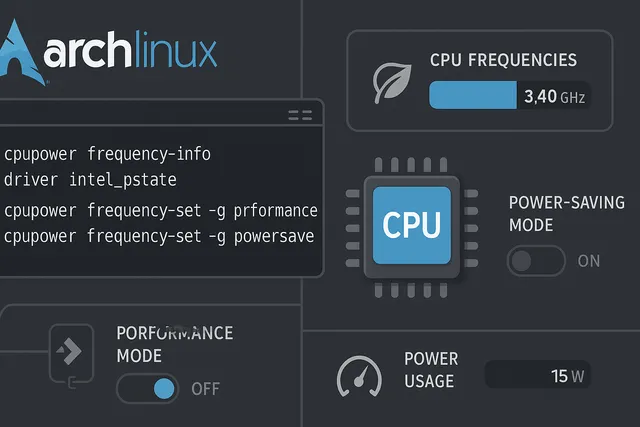 archlinux
cpupower frequency-info
driver intel_pstate
cpupower frequency-set -g prformance
cpupower frequency-set -g powersave
CPU FREQUENCIES
3,40 GHz
CPU
POWER-SAVING
MODE
ON
PORFORMANCE
MODE
OFF
POWER
USAGE
15 W